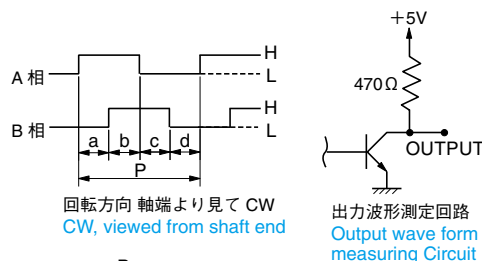 A 相
H
L
B 相
H
L
a b c d
P
回転方向 軸端より見て CW
CW, viewed from shaft end
+5V
470Ω
OUTPUT
出力波形測定回路
Output wave form
measuring Circuit